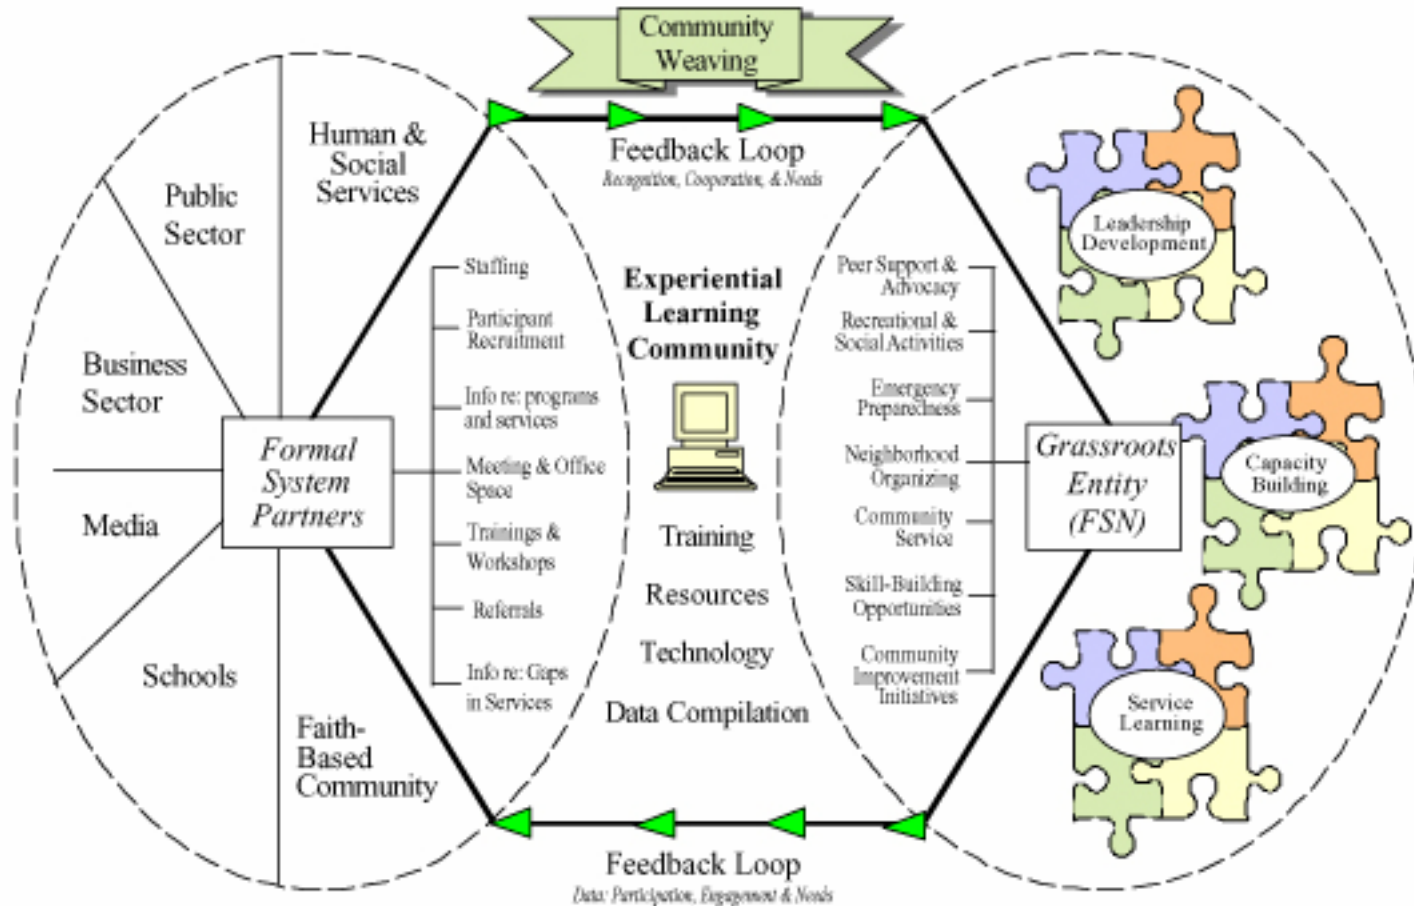 Community
Weaving
Feedback Loop
Recognition, Cooperation, & Needs
Human &
Social
Services
Public
Sector
Business
Sector
Media
Schools
Faith-
Based
Community
Formal
System
Partners
Staffing
Participant
Recruitment
Info re: programs
and services
Meeting & Office
Space
Trainings &
Workshops
Referrals
Info re: Gaps
in Services
Experiential
Learning
Community
Training
Resources
Technology
Data Compilation
Peer Support &
Advocacy
Recreational &
Social Activities
Emergency
Preparedness
Neighborhood
Organizing
Community
Service
Skill-Building
Opportunities
Community
Improvement
Initiatives
Grassroots
Entity
(FSN)
Leadership
Development
Capacity
Building
Service
Learning
Feedback Loop
Data: Participation, Engagement & Needs